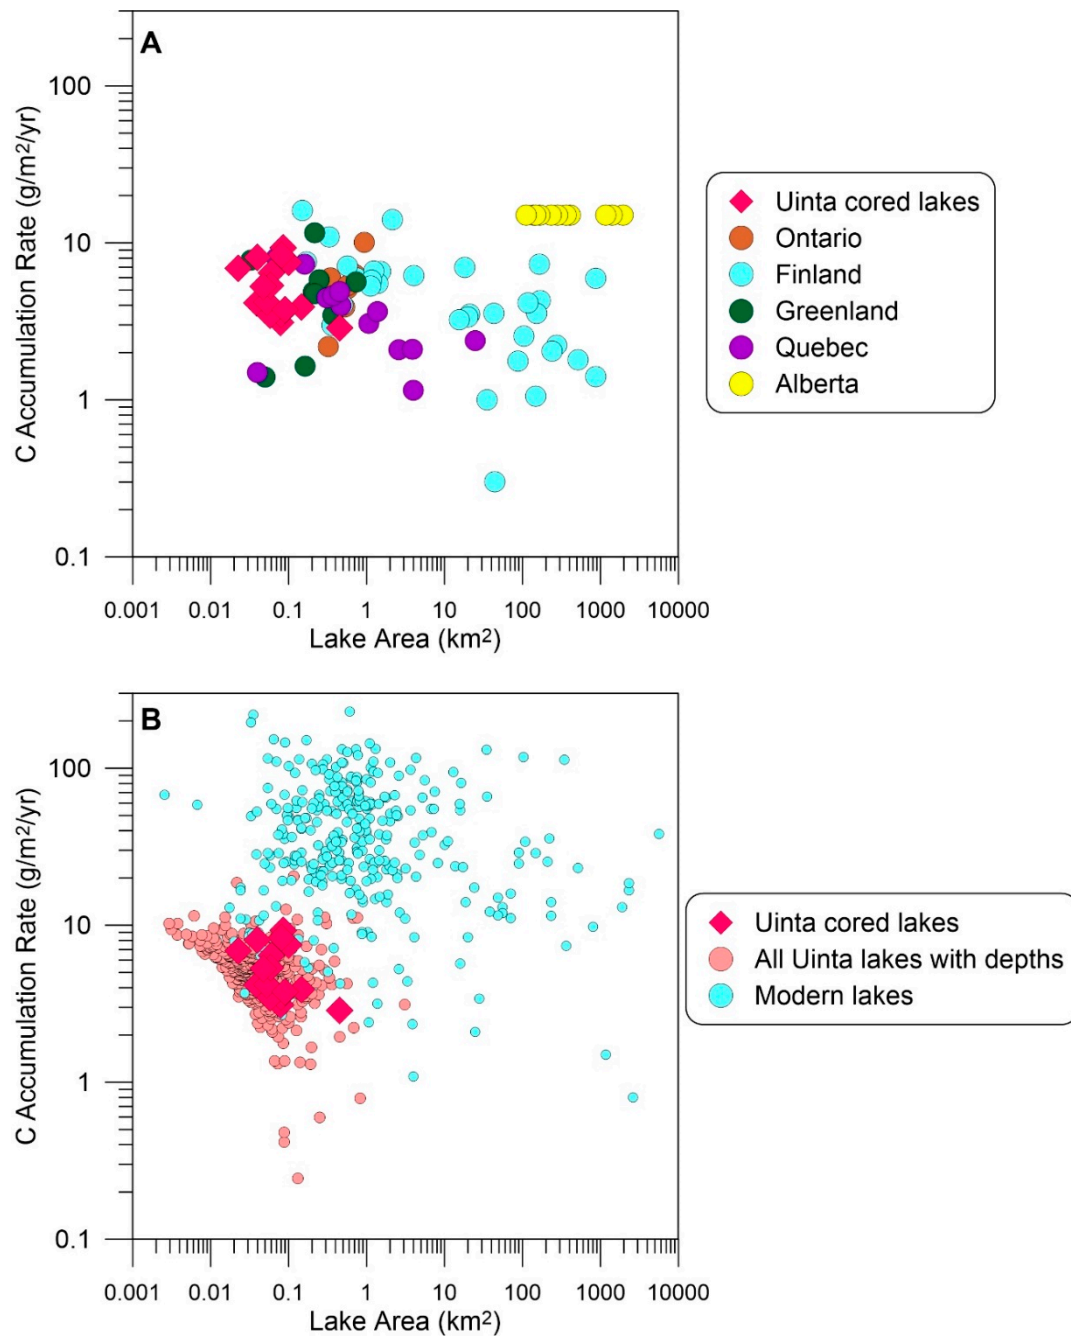 A
100
10
1
0.1
C Accumulation Rate (g/m²/yr)
0.001 0.01 0.1 1 10 100 1000 10000
Lake Area (km²)
Uinta cored lakes
Ontario
Finland
Greenland
Quebec
Alberta
B
100
10
1
0.1
C Accumulation Rate (g/m²/yr)
0.001 0.01 0.1 1 10 100 1000 10000
Lake Area (km²)
Uinta cored lakes
All Uinta lakes with depths
Modern lakes